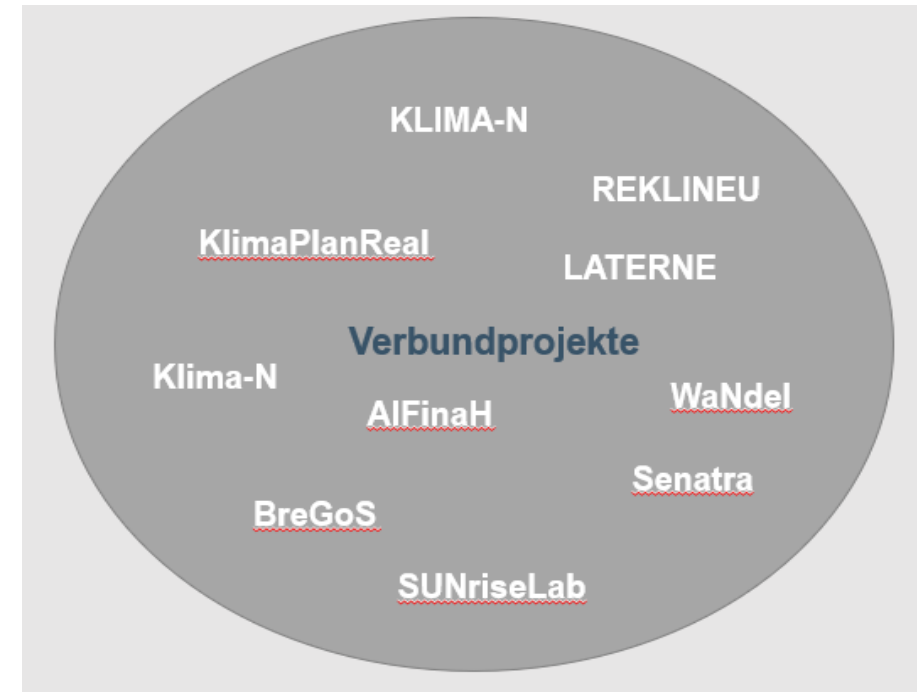 KLIMA-N
REKLINEU
KlimaPlanReal
LATERNE
Verbundprojekte
Klima-N
WaNdel
AlFinaH
Senatra
BreGoS
SUNriseLab